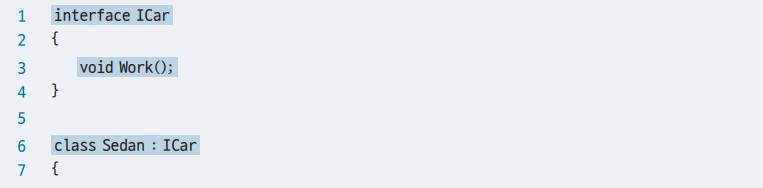 1 interface ICar
2 {
3 void Work();
4 }
5
6 class Sedan : ICar
7 {